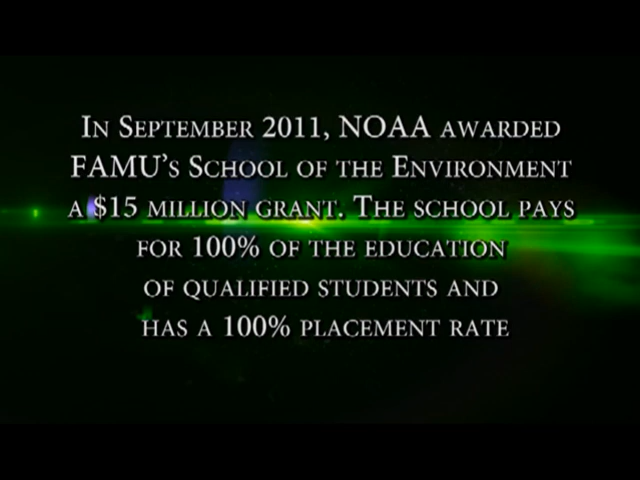 In September 2011, NOAA awarded
FAMU's School of the Environment
a $15 million grant. The school pays
for 100% of the education
of qualified students and
has a 100% placement rate